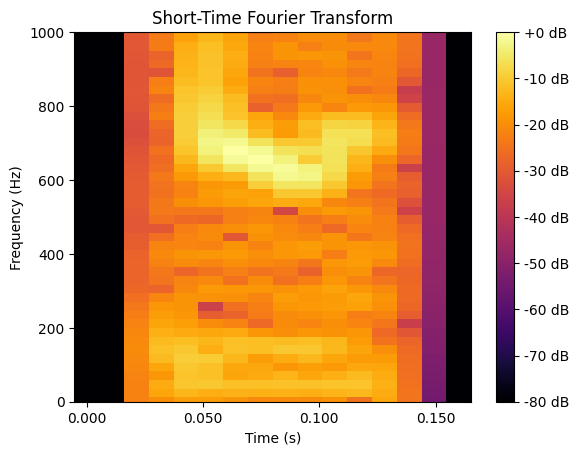 Short-Time Fourier Transform
1000
800
600
400
200
0
Frequency (Hz)
0.000
0.050
0.100
0.150
Time (s)
+0 dB
-10 dB
-20 dB
-30 dB
-40 dB
-50 dB
-60 dB
-70 dB
-80 dB